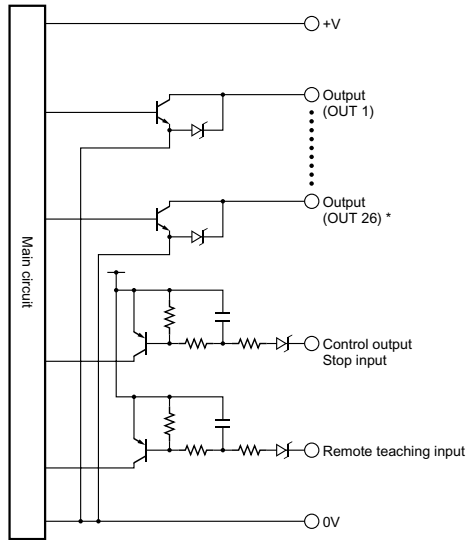 +V
Output
(OUT 1)
Output
(OUT 26) *
Main circuit
Control output
Stop input
Remote teaching input
0V